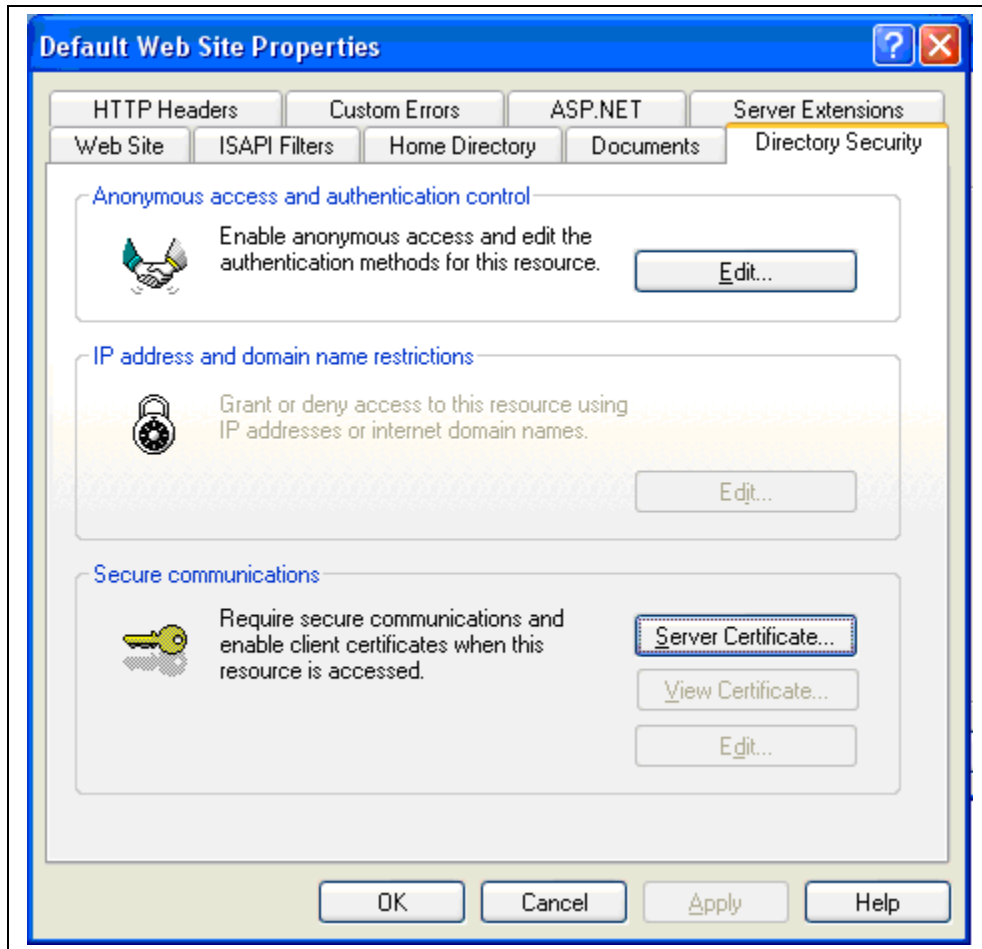 Default Web Site Properties
HTTP Headers Custom Errors ASP.NET Server Extensions
Web Site ISAPI Filters Home Directory Documents Directory Security
Anonymous access and authentication control
Enable anonymous access and edit the
authentication methods for this resource.
Edit...
IP address and domain name restrictions
Grant or deny access to this resource using
IP addresses or internet domain names.
Edit...
Secure communications
Require secure communications and
enable client certificates when this
resource is accessed.
Server Certificate...
View Certificate...
Edit...
OK Cancel Apply Help